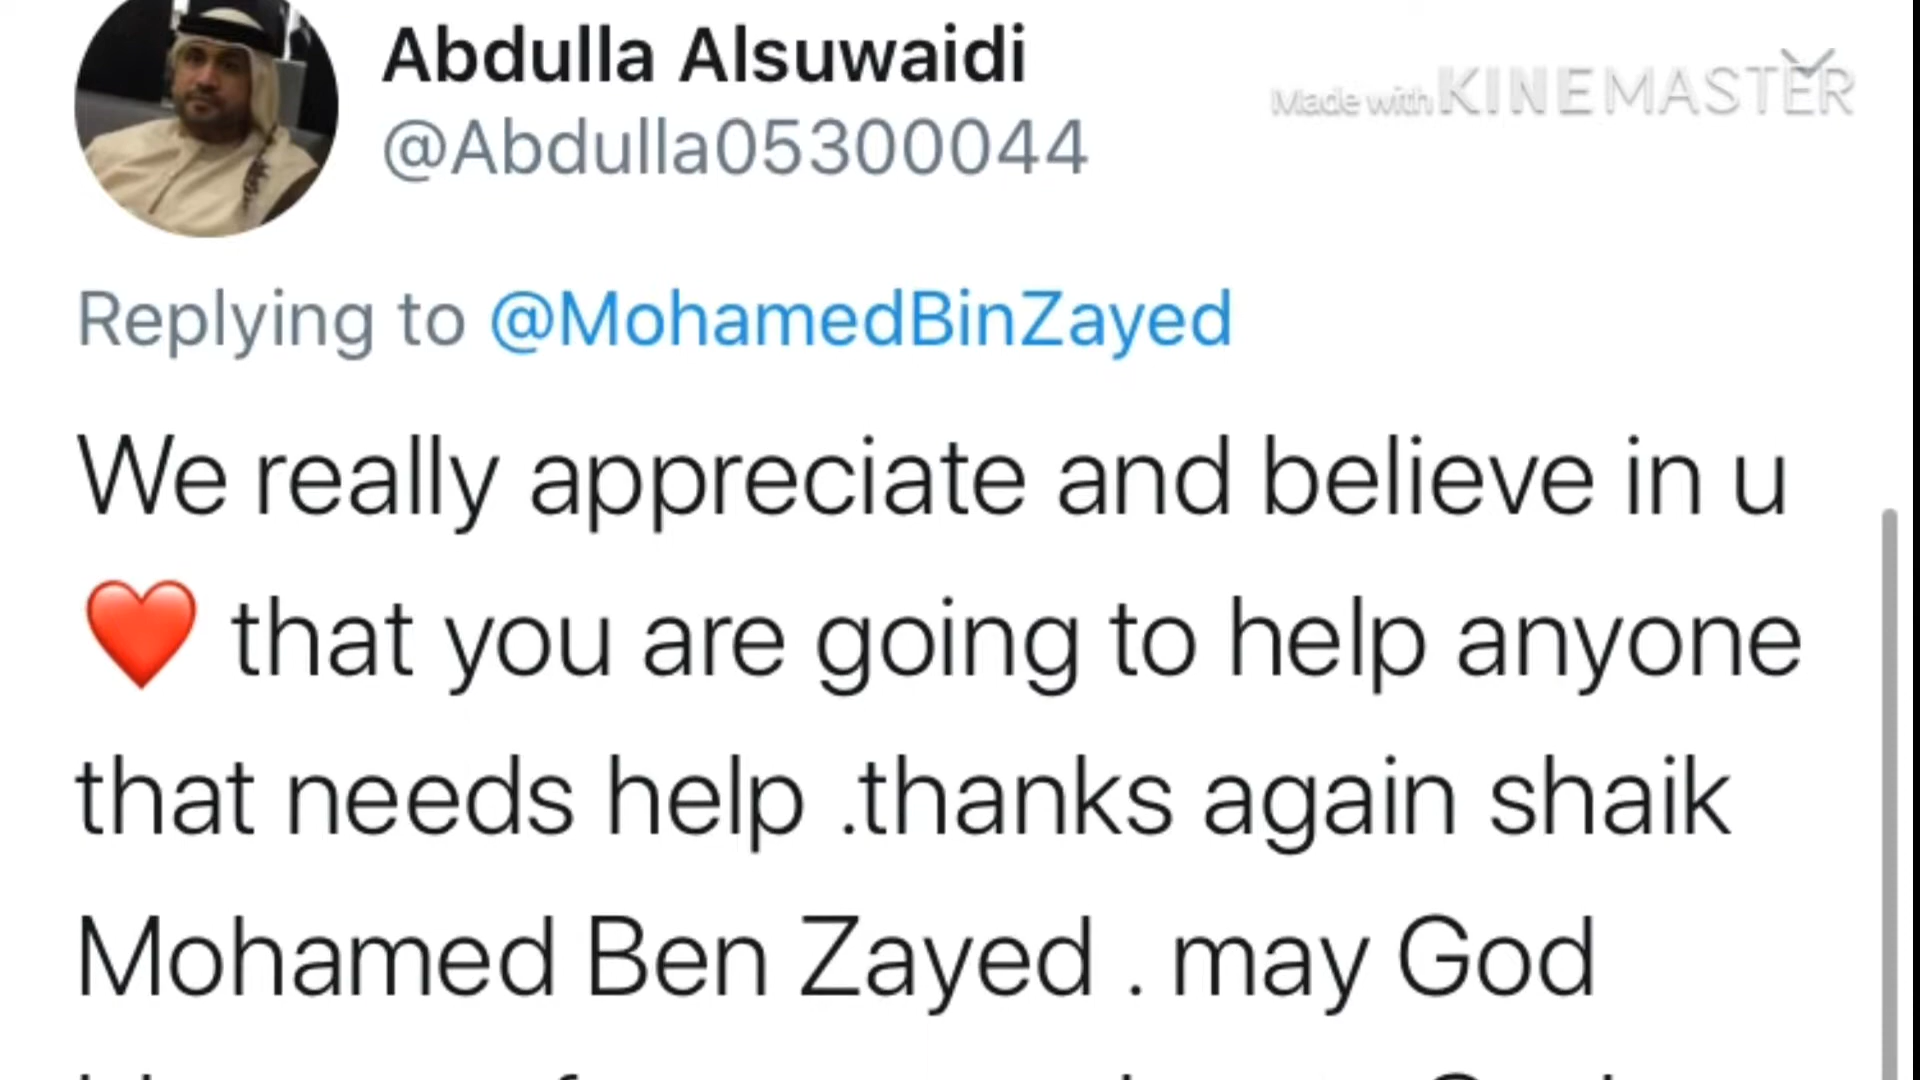 Abdulla Alsuwaidi
Made with KINEMASTER
@Abdulla05300044
Replying to @MohamedBinZayed
We really appreciate and believe in u
❤️ that you are going to help anyone
that needs help .thanks again shaik
Mohamed Ben Zayed . may God